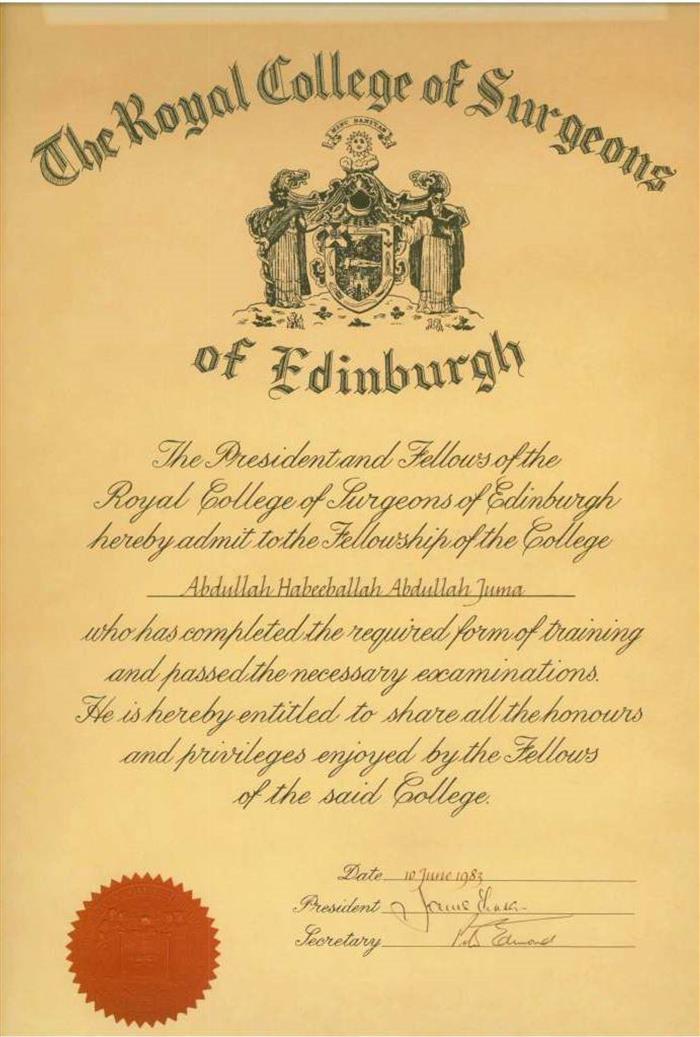 The Royal College of Surgeons
HINC SANITAS
of Edinburgh
The President and Fellows of the
Royal College of Surgeons of Edinburgh
hereby admit to the Fellowship of the College
Abdullah Habeeballah Abdullah Juma
who has completed the required form of training
and passed the necessary examinations.
He is hereby entitled to share all the honours
and privileges enjoyed by the Fellows
of the said College.
Date 10 June 1983
President
Secretary